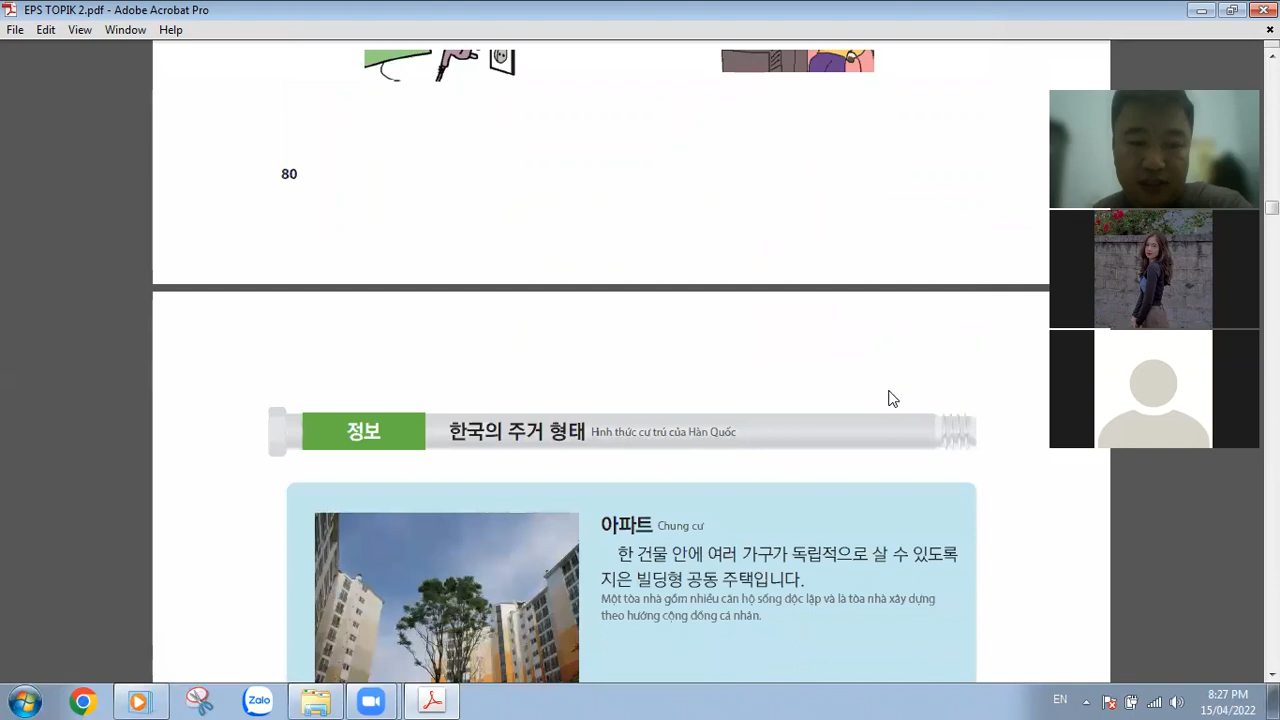 EPS TOPIK 2.pdf - Adobe Acrobat Pro
File Edit View Window Help
80
정보 한국의 주거 형태 Hình thức cư trú của Hàn Quốc
아파트 Chung cư
한 건물 안에 여러 가구가 독립적으로 살 수 있도록
지은 빌딩형 공동 주택입니다.
Một tòa nhà gồm nhiều căn hộ sống độc lập và là tòa nhà xây dựng
theo hướng cộng đồng cá nhân.
Zalo
EN
8:27 PM
15/04/2022